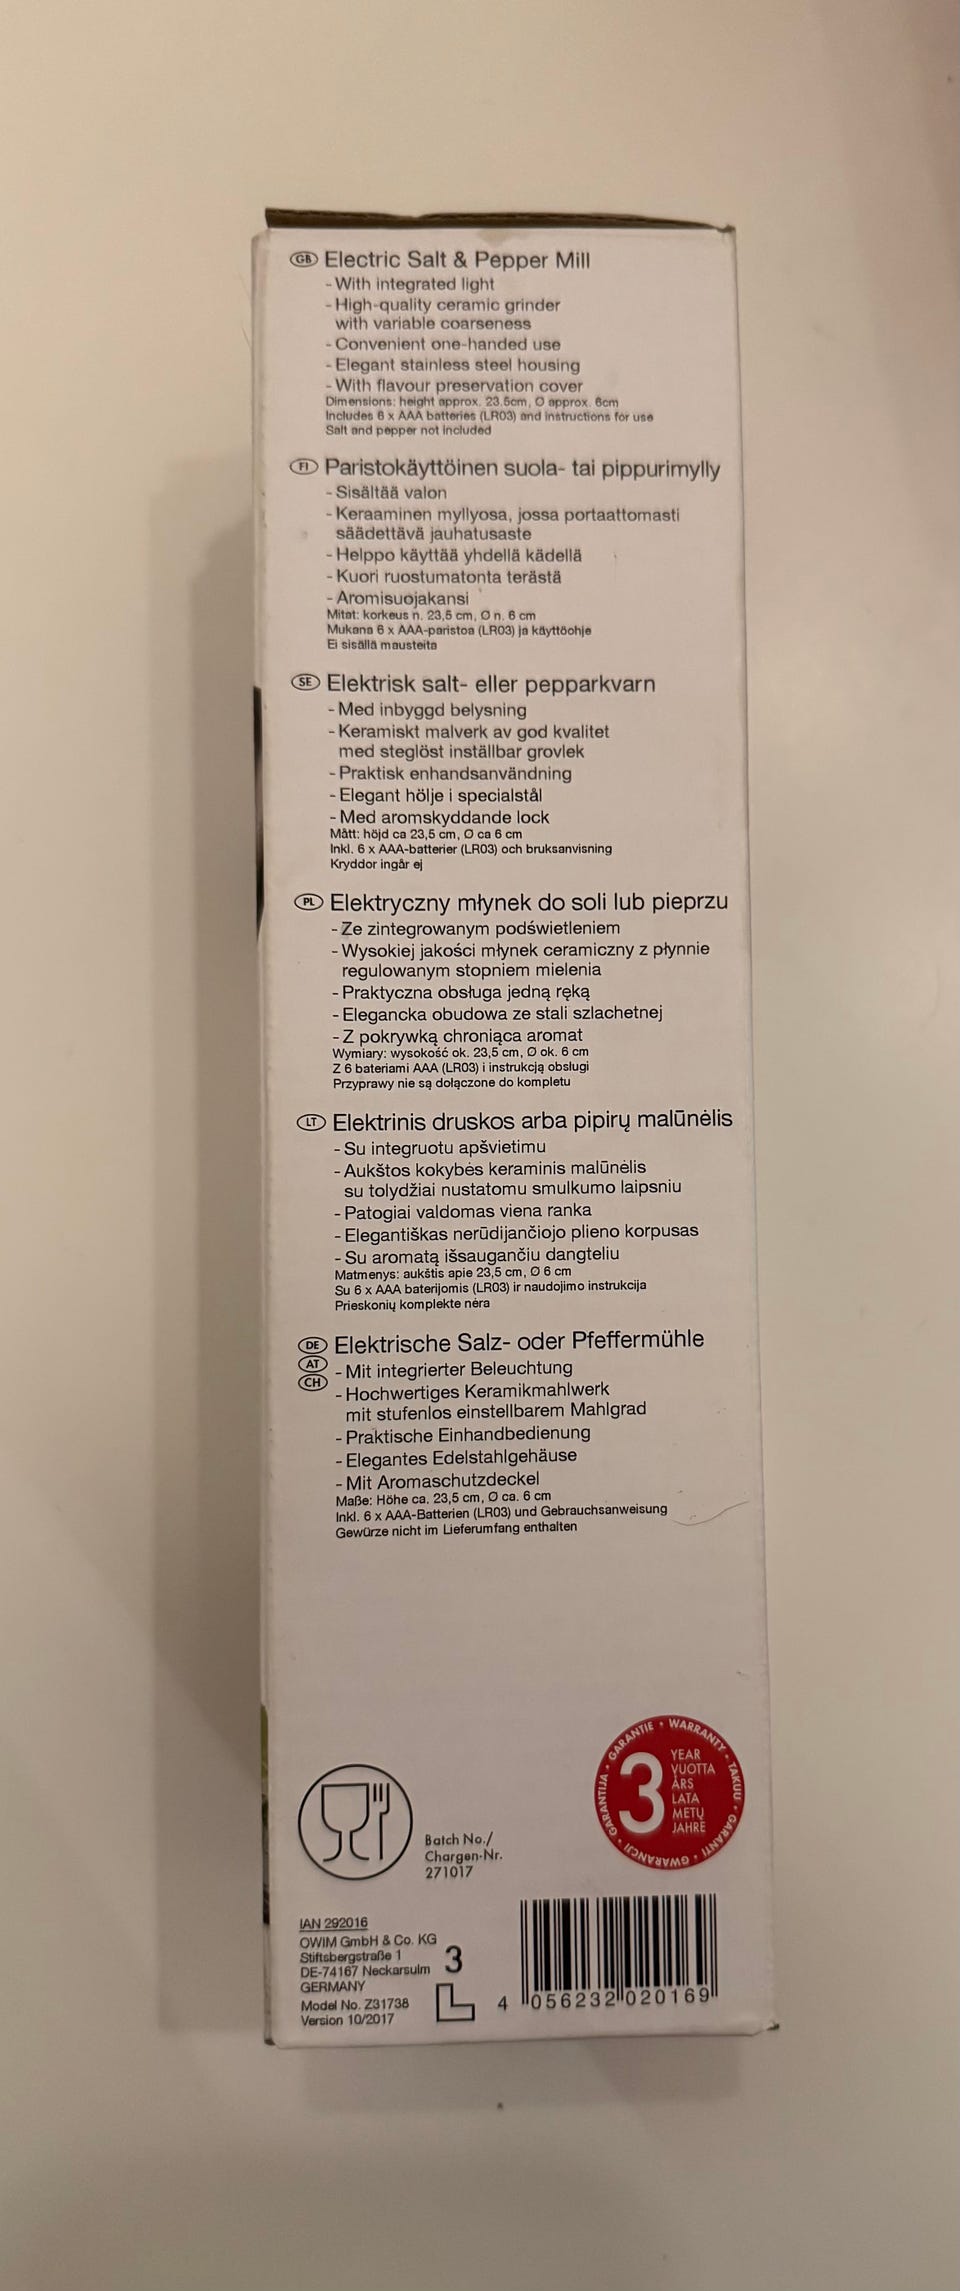 GB Electric Salt & Pepper Mill
- With integrated light
- High-quality ceramic grinder
with variable coarseness
- Convenient one-handed use
- Elegant stainless steel housing
- With flavour preservation cover
Dimensions: height approx. 23.5cm, Ø approx. 6cm
Includes 6 x AAA batteries (LR03) and instructions for use
Salt and pepper not included
FI Paristokäyttöinen suola- tai pippurimylly
- Sisältää valon
- Keraaminen myllyosa, jossa portaattomasti
säädettävä jauhatusaste
- Helppo käyttää yhdellä kädellä
- Kuori ruostumatonta terästä
- Aromisuojakansi
Mitat: korkeus n. 23,5 cm, Ø n. 6 cm
Mukana 6 x AAA-paristoa (LR03) ja käyttöohje
Ei sisällä mausteita
SE Elektrisk salt- eller pepparkvarn
- Med inbyggd belysning
- Keramiskt malverk av god kvalitet
med steglöst inställbar grovlek
- Praktisk enhandsanvändning
- Elegant hölje i specialstål
- Med aromskyddande lock
Mått: höjd ca 23,5 cm, Ø ca 6 cm
Inkl. 6 x AAA-batterier (LR03) och bruksanvisning
Kryddor ingår ej
PL Elektryczny młynek do soli lub pieprzu
- Ze zintegrowanym podświetleniem
- Wysokiej jakości młynek ceramiczny z płynnie
regulowanym stopniem mielenia
- Praktyczna obsługa jedną ręką
- Elegancka obudowa ze stali szlachetnej
- Z pokrywką chroniąca aromat
Wymiary: wysokość ok. 23,5 cm, Ø ok. 6 cm
Z 6 bateriami AAA (LR03) i instrukcją obsługi
Przyprawy nie są dołączone do kompletu
LT Elektrinis druskos arba pipirų malūnėlis
- Su integruotu apšvietimu
- Aukštos kokybės keraminis malūnėlis
su tolydžiai nustatomu smulkumo laipsniu
- Patogiai valdomas viena ranka
- Elegantiškas nerūdijančiojo plieno korpusas
- Su aromatą išsaugančiu dangteliu
Matmenys: aukštis apie 23,5 cm, Ø 6 cm
Su 6 x AAA baterijomis (LR03) ir naudojimo instrukcija
Prieskonių komplekte nėra
DE AT CH Elektrische Salz- oder Pfeffermühle
- Mit integrierter Beleuchtung
- Hochwertiges Keramikmahlwerk
mit stufenlos einstellbarem Mahlgrad
- Praktische Einhandbedienung
- Elegantes Edelstahlgehäuse
- Mit Aromaschutzdeckel
Maße: Höhe ca. 23,5 cm, Ø ca. 6 cm
Inkl. 6 x AAA-Batterien (LR03) und Gebrauchsanweisung
Gewürze nicht im Lieferumfang enthalten
GARANTIE • WARRANTY • TAKUU • GARANTI • GWARANCJI • GARANTIJA
3
YEAR
VUOTTA
ÅRS
LATA
METŲ
JAHRE
Batch No./
Chargen-Nr.
271017
IAN 292016
OWIM GmbH & Co. KG
Stiftsbergstraße 1
DE-74167 Neckarsulm
GERMANY
Model No. Z31738
Version 10/2017
3
L
4 056232 020169